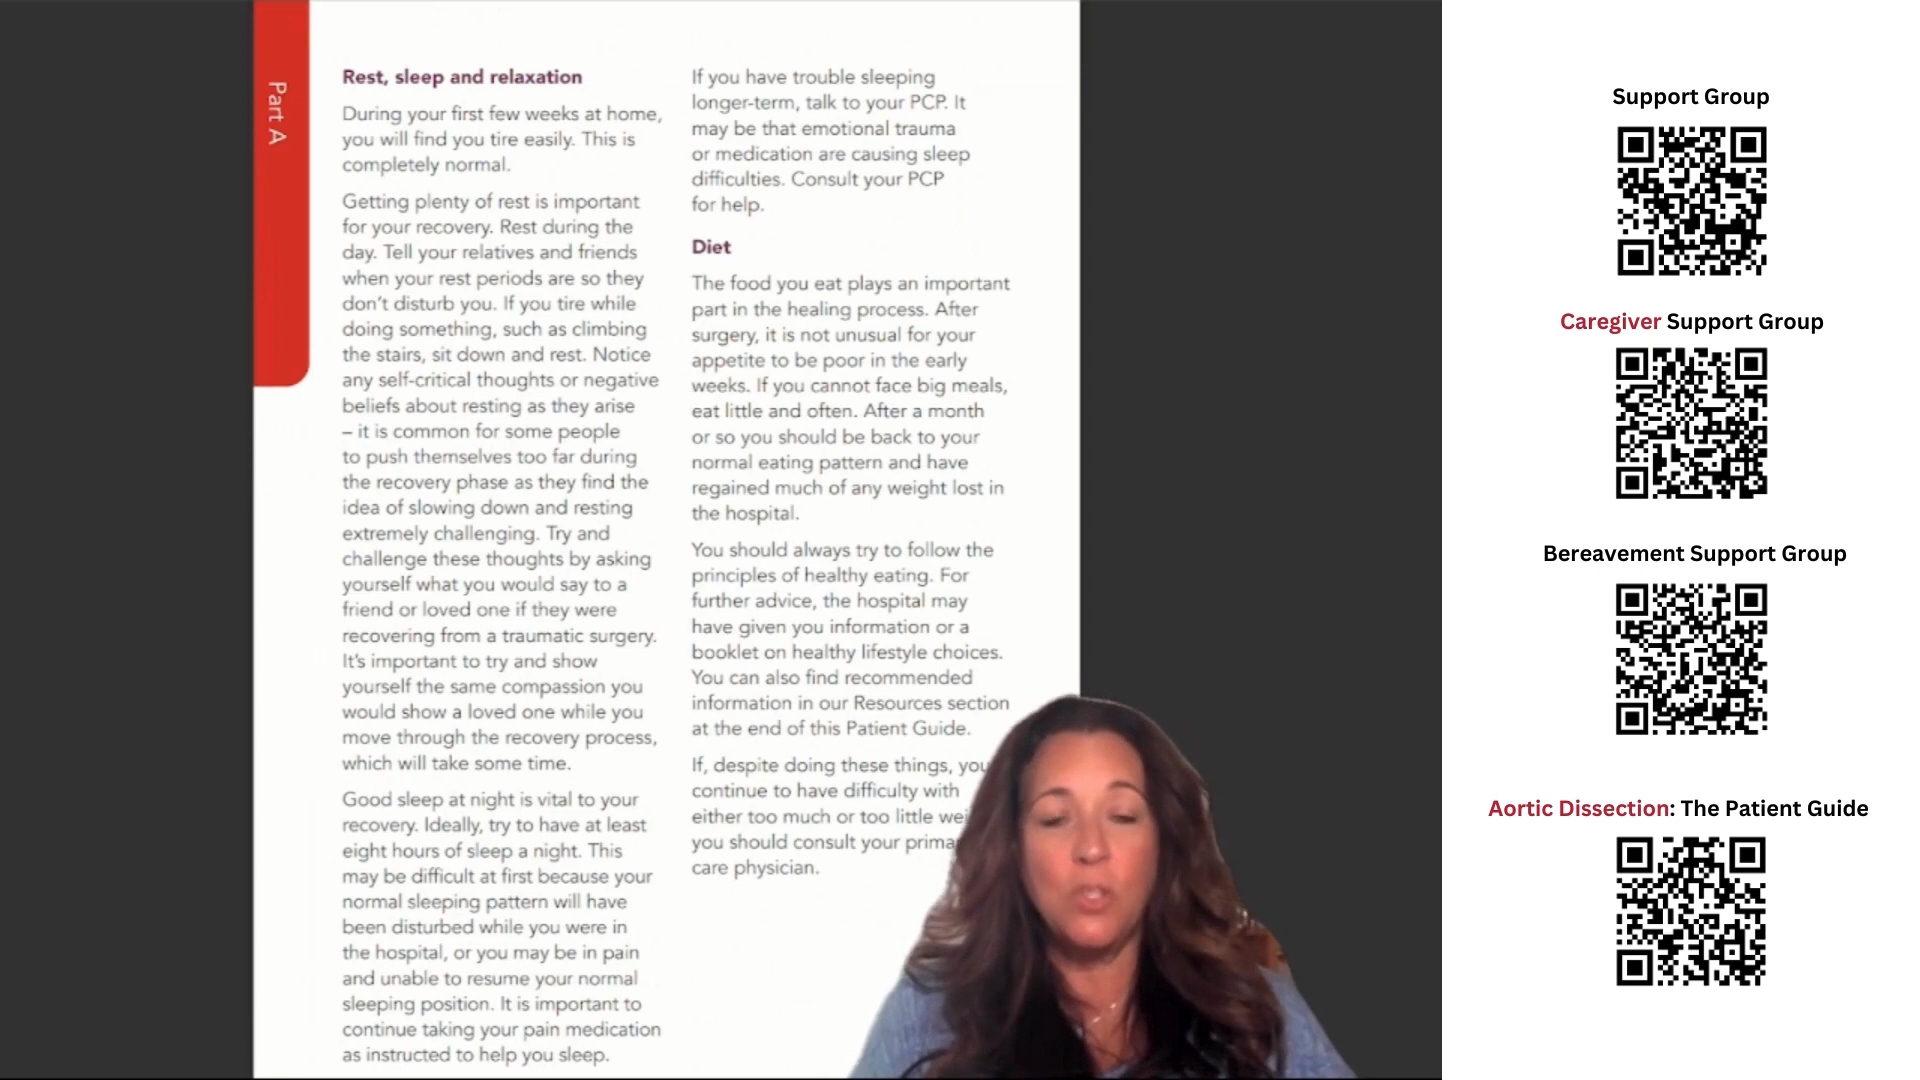 Part A
Rest, sleep and relaxation
During your first few weeks at home,
you will find you tire easily. This is
completely normal.
Getting plenty of rest is important
for your recovery. Rest during the
day. Tell your relatives and friends
when your rest periods are so they
don't disturb you. If you tire while
doing something, such as climbing
the stairs, sit down and rest. Notice
any self-critical thoughts or negative
beliefs about resting as they arise
– it is common for some people
to push themselves too far during
the recovery phase as they find the
idea of slowing down and resting
extremely challenging. Try and
challenge these thoughts by asking
yourself what you would say to a
friend or loved one if they were
recovering from a traumatic surgery.
It's important to try and show
yourself the same compassion you
would show a loved one while you
move through the recovery process,
which will take some time.
Good sleep at night is vital to your
recovery. Ideally, try to have at least
eight hours of sleep a night. This
may be difficult at first because your
normal sleeping pattern will have
been disturbed while you were in
the hospital, or you may be in pain
and unable to resume your normal
sleeping position. It is important to
continue taking your pain medication
as instructed to help you sleep.
If you have trouble sleeping
longer-term, talk to your PCP. It
may be that emotional trauma
or medication are causing sleep
difficulties. Consult your PCP
for help.
Diet
The food you eat plays an important
part in the healing process. After
surgery, it is not unusual for your
appetite to be poor in the early
weeks. If you cannot face big meals,
eat little and often. After a month
or so you should be back to your
normal eating pattern and have
regained much of any weight lost in
the hospital.
You should always try to follow the
principles of healthy eating. For
further advice, the hospital may
have given you information or a
booklet on healthy lifestyle choices.
You can also find recommended
information in our Resources section
at the end of this Patient Guide.
If, despite doing these things, you
continue to have difficulty with
either too much or too little
you should consult your
care physician.
Support Group
Caregiver Support Group
Bereavement Support Group
Aortic Dissection: The Patient Guide